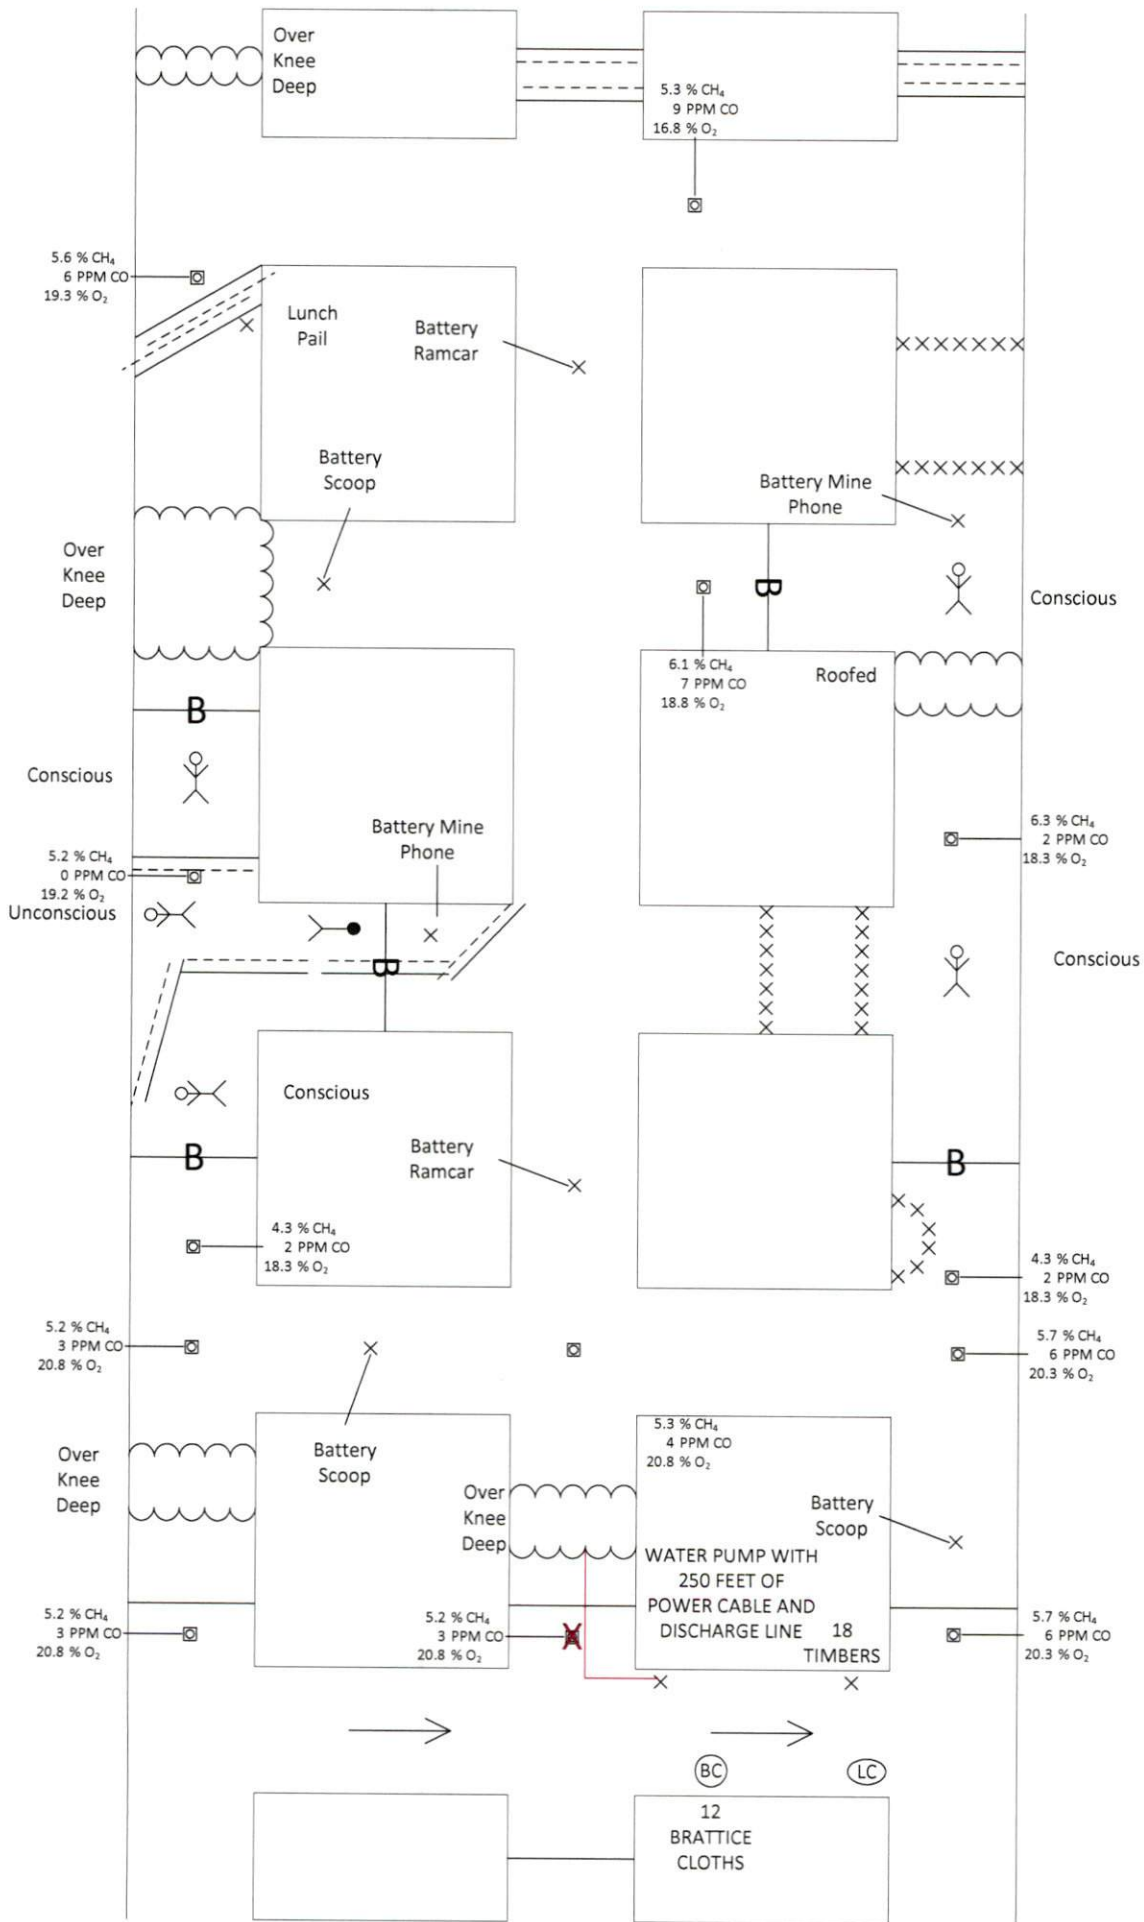 Over
Knee
Deep
5.3 % CH₄
9 PPM CO
16.8 % O₂
5.6 % CH₄
6 PPM CO
19.3 % O₂
Lunch
Pail
Battery
Ramcar
Battery
Scoop
Battery Mine
Phone
Over
Knee
Deep
B
Conscious
6.1 % CH₄
7 PPM CO
18.8 % O₂
Roofed
B
Conscious
Battery Mine
Phone
6.3 % CH₄
2 PPM CO
18.3 % O₂
5.2 % CH₄
0 PPM CO
19.2 % O₂
Unconscious
B
Conscious
Conscious
B
Battery
Ramcar
B
4.3 % CH₄
2 PPM CO
18.3 % O₂
4.3 % CH₄
2 PPM CO
18.3 % O₂
5.2 % CH₄
3 PPM CO
20.8 % O₂
5.7 % CH₄
6 PPM CO
20.3 % O₂
5.3 % CH₄
4 PPM CO
20.8 % O₂
Over
Knee
Deep
Battery
Scoop
Over
Knee
Deep
Battery
Scoop
WATER PUMP WITH
250 FEET OF
POWER CABLE AND
DISCHARGE LINE
18
TIMBERS
5.2 % CH₄
3 PPM CO
20.8 % O₂
5.2 % CH₄
3 PPM CO
20.8 % O₂
5.7 % CH₄
6 PPM CO
20.3 % O₂
BC
LC
12
BRATTICE
CLOTHS